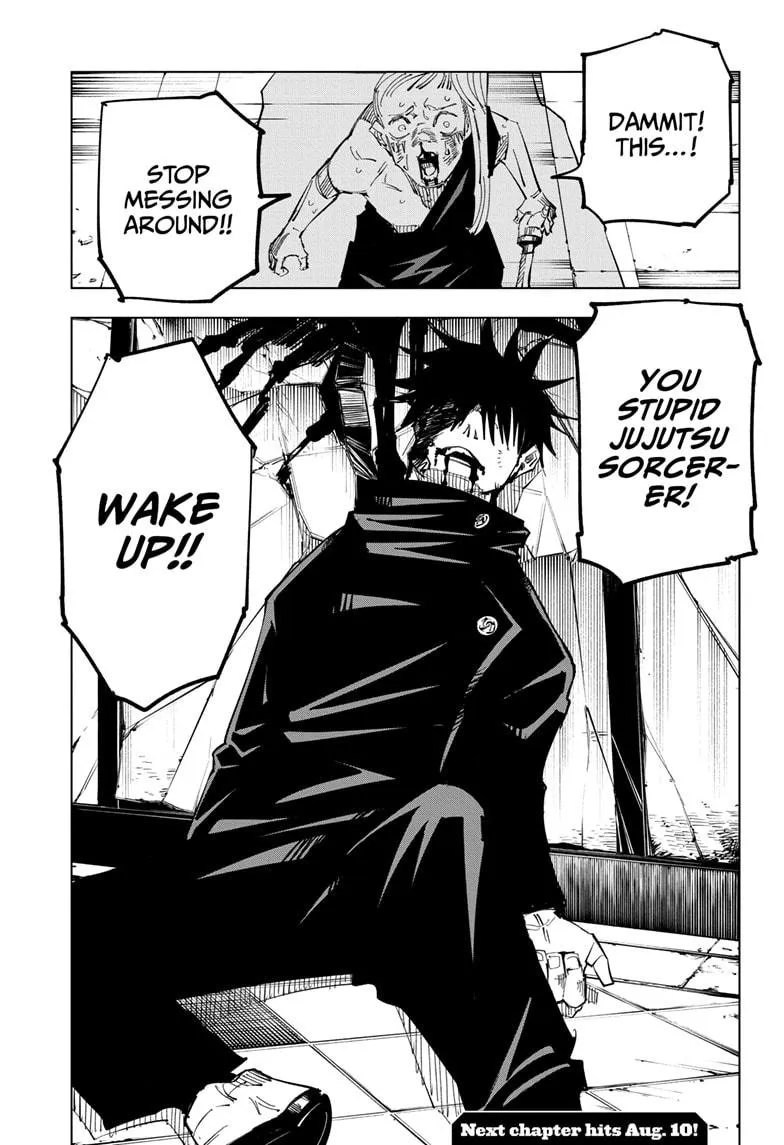 DAMMIT!
THIS...!
STOP
MESSING
AROUND!!
YOU
STUPID
JUJUTSU
SORCER-
ER!
WAKE
UP!!
Next chapter hits Aug. 10!